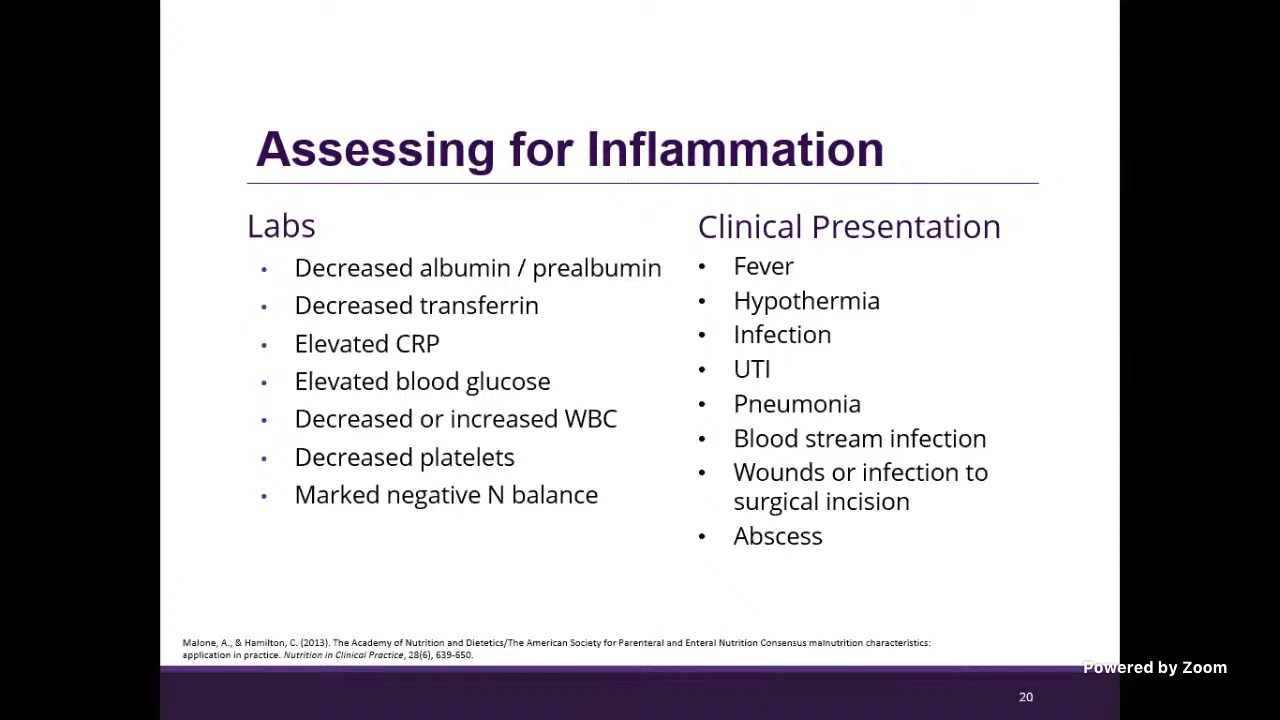 Assessing for Inflammation
Labs
• Decreased albumin / prealbumin
• Decreased transferrin
• Elevated CRP
• Elevated blood glucose
• Decreased or increased WBC
• Decreased platelets
• Marked negative N balance
Clinical Presentation
• Fever
• Hypothermia
• Infection
• UTI
• Pneumonia
• Blood stream infection
• Wounds or infection to
surgical incision
• Abscess
Malone, A., & Hamilton, C. (2013). The Academy of Nutrition and Dietetics/The American Society for Parenteral and Enteral Nutrition Consensus malnutrition characteristics:
application in practice. Nutrition in Clinical Practice, 28(6), 639-650.
Powered by Zoom
20